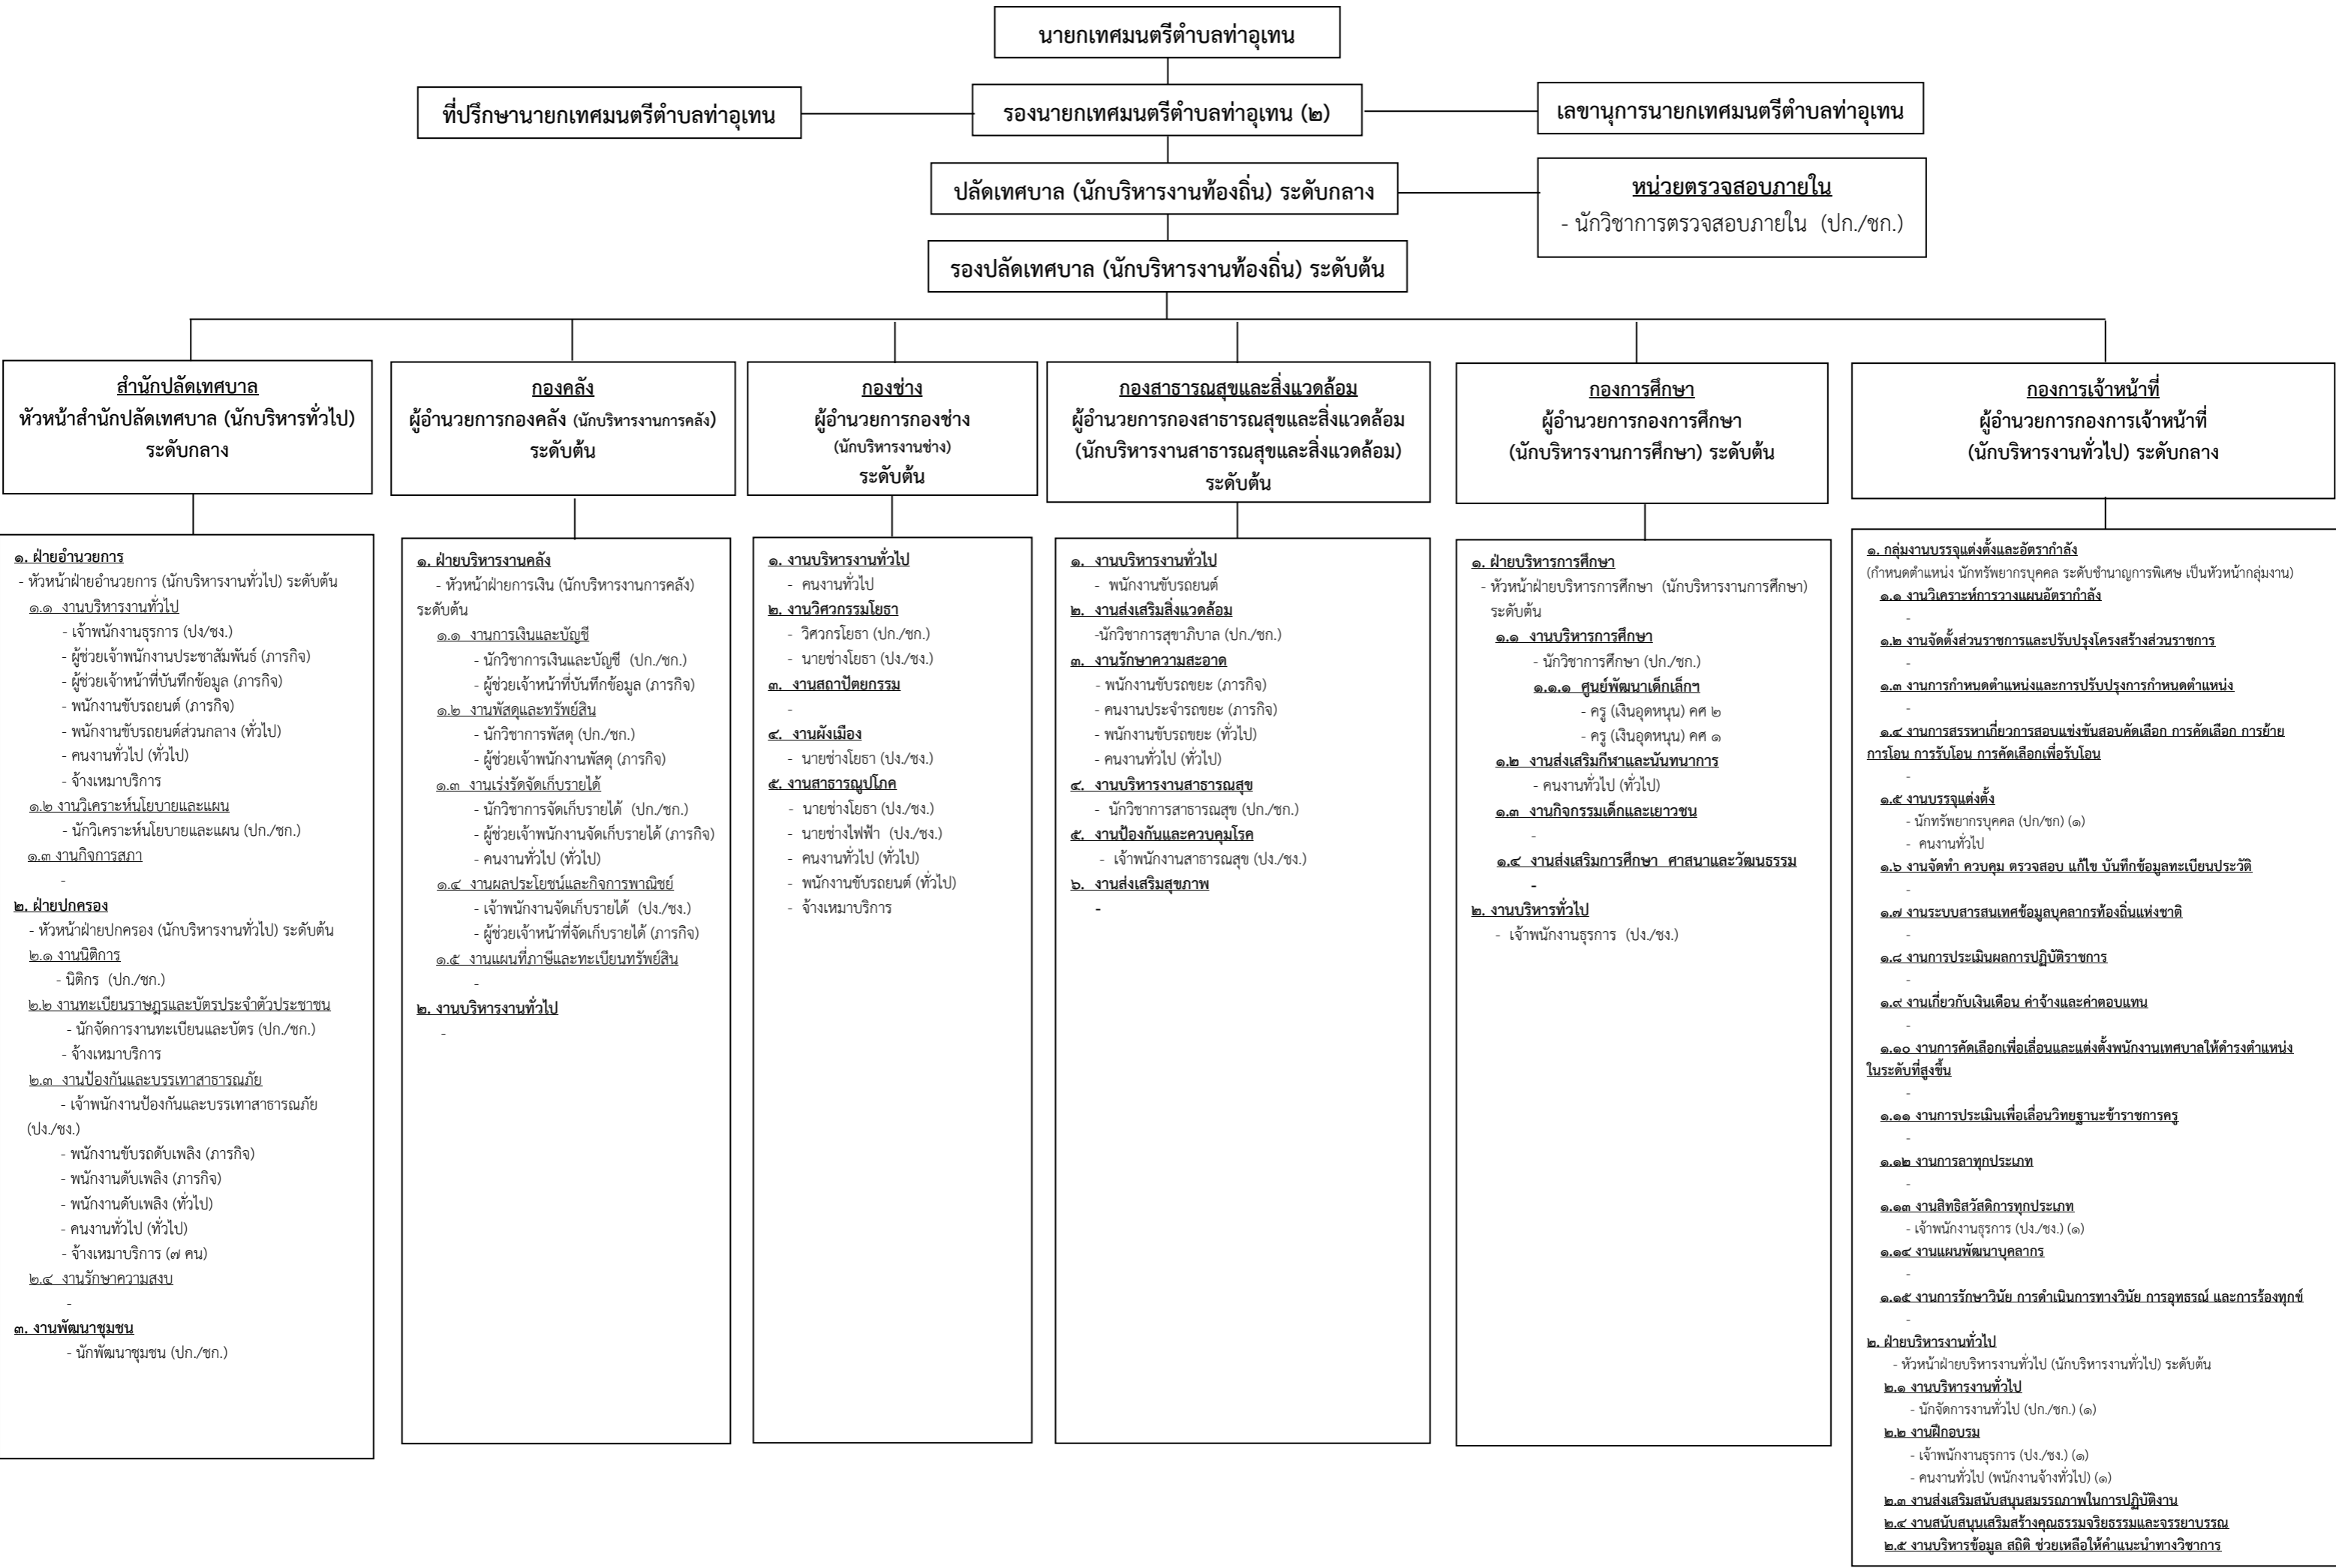 นายกเทศมนตรีตำบลท่าอุเทน
ที่ปรึกษานายกเทศมนตรีตำบลท่าอุเทน
รองนายกเทศมนตรีตำบลท่าอุเทน (๒)
เลขานุการนายกเทศมนตรีตำบลท่าอุเทน
ปลัดเทศบาล (นักบริหารงานท้องถิ่น) ระดับกลาง
หน่วยตรวจสอบภายใน
- นักวิชาการตรวจสอบภายใน (ปก./ชก.)
รองปลัดเทศบาล (นักบริหารงานท้องถิ่น) ระดับต้น
สำนักปลัดเทศบาล
หัวหน้าสำนักปลัดเทศบาล (นักบริหารทั่วไป)
ระดับกลาง
กองคลัง
ผู้อำนวยการกองคลัง (นักบริหารงานการคลัง)
ระดับต้น
กองช่าง
ผู้อำนวยการกองช่าง
(นักบริหารงานช่าง)
ระดับต้น
กองสาธารณสุขและสิ่งแวดล้อม
ผู้อำนวยการกองสาธารณสุขและสิ่งแวดล้อม
(นักบริหารงานสาธารณสุขและสิ่งแวดล้อม)
ระดับต้น
กองการศึกษา
ผู้อำนวยการกองการศึกษา
(นักบริหารงานการศึกษา) ระดับต้น
กองการเจ้าหน้าที่
ผู้อำนวยการกองการเจ้าหน้าที่
(นักบริหารงานทั่วไป) ระดับกลาง
๑. ฝ่ายอำนวยการ
- หัวหน้าฝ่ายอำนวยการ (นักบริหารงานทั่วไป) ระดับต้น
๑.๑ งานบริหารงานทั่วไป
- เจ้าพนักงานธุรการ (ปง/ชง.)
- ผู้ช่วยเจ้าพนักงานประชาสัมพันธ์ (ภารกิจ)
- ผู้ช่วยเจ้าหน้าที่บันทึกข้อมูล (ภารกิจ)
- พนักงานขับรถยนต์ (ภารกิจ)
- พนักงานขับรถยนต์ส่วนกลาง (ทั่วไป)
- คนงานทั่วไป (ทั่วไป)
- จ้างเหมาบริการ
๑.๒ งานวิเคราะห์นโยบายและแผน
- นักวิเคราะห์นโยบายและแผน (ปก./ชก.)
๑.๓ งานกิจการสภา
-
๒. ฝ่ายปกครอง
- หัวหน้าฝ่ายปกครอง (นักบริหารงานทั่วไป) ระดับต้น
๒.๑ งานนิติการ
- นิติกร (ปก./ชก.)
๒.๒ งานทะเบียนราษฎรและบัตรประจำตัวประชาชน
- นักจัดการงานทะเบียนและบัตร (ปก./ชก.)
- จ้างเหมาบริการ
๒.๓ งานป้องกันและบรรเทาสาธารณภัย
- เจ้าพนักงานป้องกันและบรรเทาสาธารณภัย
(ปง./ชง.)
- พนักงานขับรถดับเพลิง (ภารกิจ)
- พนักงานดับเพลิง (ภารกิจ)
- พนักงานดับเพลิง (ทั่วไป)
- คนงานทั่วไป (ทั่วไป)
- จ้างเหมาบริการ (๗ คน)
๒.๔ งานรักษาความสงบ
-
๓. งานพัฒนาชุมชน
- นักพัฒนาชุมชน (ปก./ชก.)
๑. ฝ่ายบริหารงานคลัง
- หัวหน้าฝ่ายการเงิน (นักบริหารงานการคลัง)
ระดับต้น
๑.๑ งานการเงินและบัญชี
- นักวิชาการเงินและบัญชี (ปก./ชก.)
- ผู้ช่วยเจ้าหน้าที่บันทึกข้อมูล (ภารกิจ)
๑.๒ งานพัสดุและทรัพย์สิน
- นักวิชาการพัสดุ (ปก./ชก.)
- ผู้ช่วยเจ้าพนักงานพัสดุ (ภารกิจ)
๑.๓ งานเร่งรัดจัดเก็บรายได้
- นักวิชาการจัดเก็บรายได้ (ปก./ชก.)
- ผู้ช่วยเจ้าพนักงานจัดเก็บรายได้ (ภารกิจ)
- คนงานทั่วไป (ทั่วไป)
๑.๔ งานผลประโยชน์และกิจการพาณิชย์
- เจ้าพนักงานจัดเก็บรายได้ (ปง./ชง.)
- ผู้ช่วยเจ้าหน้าที่จัดเก็บรายได้ (ภารกิจ)
๑.๕ งานแผนที่ภาษีและทะเบียนทรัพย์สิน
-
๒. งานบริหารงานทั่วไป
-
๑. งานบริหารงานทั่วไป
- คนงานทั่วไป
๒. งานวิศวกรรมโยธา
- วิศวกรโยธา (ปก./ชก.)
- นายช่างโยธา (ปง./ชง.)
๓. งานสถาปัตยกรรม
-
๔. งานผังเมือง
- นายช่างโยธา (ปง./ชง.)
๕. งานสาธารณูปโภค
- นายช่างโยธา (ปง./ชง.)
- นายช่างไฟฟ้า (ปง./ชง.)
- คนงานทั่วไป (ทั่วไป)
- พนักงานขับรถยนต์ (ทั่วไป)
- จ้างเหมาบริการ
๑. งานบริหารงานทั่วไป
- พนักงานขับรถยนต์
๒. งานส่งเสริมสิ่งแวดล้อม
-นักวิชาการสุขาภิบาล (ปก./ชก.)
๓. งานรักษาความสะอาด
- พนักงานขับรถขยะ (ภารกิจ)
- คนงานประจำรถขยะ (ภารกิจ)
- พนักงานขับรถขยะ (ทั่วไป)
- คนงานทั่วไป (ทั่วไป)
๔. งานบริหารงานสาธารณสุข
- นักวิชาการสาธารณสุข (ปก./ชก.)
๕. งานป้องกันและควบคุมโรค
- เจ้าพนักงานสาธารณสุข (ปง./ชง.)
๖. งานส่งเสริมสุขภาพ
-
๑. ฝ่ายบริหารการศึกษา
- หัวหน้าฝ่ายบริหารการศึกษา (นักบริหารงานการศึกษา)
ระดับต้น
๑.๑ งานบริหารการศึกษา
- นักวิชาการศึกษา (ปก./ชก.)
๑.๑.๑ ศูนย์พัฒนาเด็กเล็กฯ
- ครู (เงินอุดหนุน) คศ ๒
- ครู (เงินอุดหนุน) คศ ๑
๑.๒ งานส่งเสริมกีฬาและนันทนาการ
- คนงานทั่วไป (ทั่วไป)
๑.๓ งานกิจกรรมเด็กและเยาวชน
-
๑.๔ งานส่งเสริมการศึกษา ศาสนาและวัฒนธรรม
-
๒. งานบริหารทั่วไป
- เจ้าพนักงานธุรการ (ปง./ชง.)
๑. กลุ่มงานบรรจุแต่งตั้งและอัตรากำลัง
(กำหนดตำแหน่ง นักทรัพยากรบุคคล ระดับชำนาญการพิเศษ เป็นหัวหน้ากลุ่มงาน)
๑.๑ งานวิเคราะห์การวางแผนอัตรากำลัง
-
๑.๒ งานจัดตั้งส่วนราชการและปรับปรุงโครงสร้างส่วนราชการ
-
๑.๓ งานการกำหนดตำแหน่งและการปรับปรุงการกำหนดตำแหน่ง
-
๑.๔ งานการสรรหาเกี่ยวการสอบแข่งขันสอบคัดเลือก การคัดเลือก การย้าย
การโอน การรับโอน การคัดเลือกเพื่อรับโอน
-
๑.๕ งานบรรจุแต่งตั้ง
- นักทรัพยากรบุคคล (ปก/ชก) (๑)
- คนงานทั่วไป
๑.๖ งานจัดทำ ควบคุม ตรวจสอบ แก้ไข บันทึกข้อมูลทะเบียนประวัติ
-
๑.๗ งานระบบสารสนเทศข้อมูลบุคลากรท้องถิ่นแห่งชาติ
-
๑.๘ งานการประเมินผลการปฏิบัติราชการ
-
๑.๙ งานเกี่ยวกับเงินเดือน ค่าจ้างและค่าตอบแทน
-
๑.๑๐ งานการคัดเลือกเพื่อเลื่อนและแต่งตั้งพนักงานเทศบาลให้ดำรงตำแหน่ง
ในระดับที่สูงขึ้น
-
๑.๑๑ งานการประเมินเพื่อเลื่อนวิทยฐานะข้าราชการครู
-
๑.๑๒ งานการลาทุกประเภท
-
๑.๑๓ งานสิทธิสวัสดิการทุกประเภท
- เจ้าพนักงานธุรการ (ปง./ชง.) (๑)
๑.๑๔ งานแผนพัฒนาบุคลากร
-
๑.๑๕ งานการรักษาวินัย การดำเนินการทางวินัย การอุทธรณ์ และการร้องทุกข์
-
๒. ฝ่ายบริหารงานทั่วไป
- หัวหน้าฝ่ายบริหารงานทั่วไป (นักบริหารงานทั่วไป) ระดับต้น
๒.๑ งานบริหารงานทั่วไป
- นักจัดการงานทั่วไป (ปก./ชก.) (๑)
๒.๒ งานฝึกอบรม
- เจ้าพนักงานธุรการ (ปง./ชง.) (๑)
- คนงานทั่วไป (พนักงานจ้างทั่วไป) (๑)
๒.๓ งานส่งเสริมสนับสนุนสมรรถภาพในการปฏิบัติงาน
๒.๔ งานสนับสนุนเสริมสร้างคุณธรรมจริยธรรมและจรรยาบรรณ
๒.๕ งานบริหารข้อมูล สถิติ ช่วยเหลือให้คำแนะนำทางวิชาการ